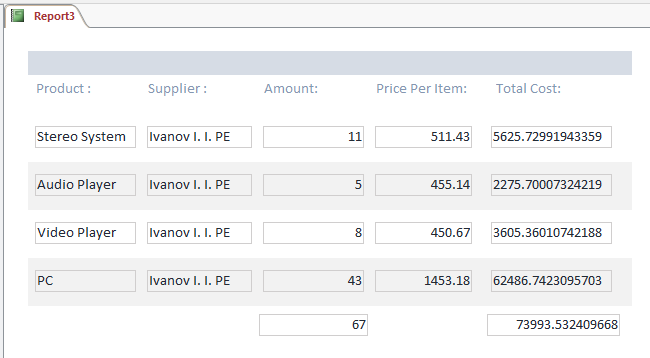 Report3
Product : Supplier : Amount: Price Per Item: Total Cost:
Stereo System Ivanov I. I. PE 11 511.43 5625.72991943359
Audio Player Ivanov I. I. PE 5 455.14 2275.70007324219
Video Player Ivanov I. I. PE 8 450.67 3605.36010742188
PC Ivanov I. I. PE 43 1453.18 62486.7423095703
67 73993.532409668